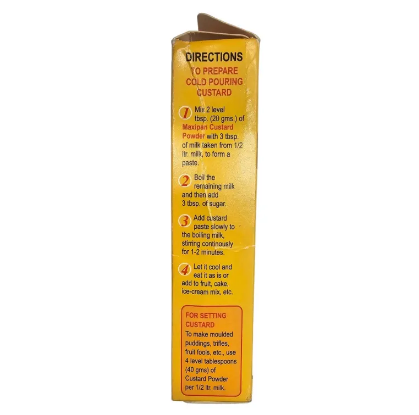 DIRECTIONS
TO PREPARE
COLD POURING
CUSTARD
1 Mix 2 level
tbsp. (20 gms.) of
Maxipan Custard
Powder with 3 tbsp.
of milk taken from 1/2
ltr. milk, to form a
paste.
2 Boil the
remaining milk
and then add
3 tbsp. of sugar.
3 Add custard
paste slowly to
the boiling milk,
stirring continously
for 1-2 minutes.
4 Let it cool and
eat it as is or
add to fruit, cake,
ice-cream mix, etc.
FOR SETTING
CUSTARD
To make moulded
puddings, trifles,
fruit fools, etc., use
4 level tablespoons
(40 gms) of
Custard Powder
per 1/2 ltr. milk.